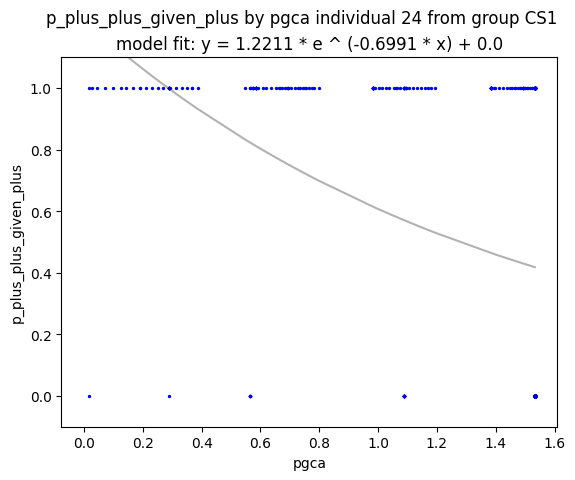 p_plus_plus_given_plus by pgca individual 24 from group CS1
model fit: y = 1.2211 * e ^ (-0.6991 * x) + 0.0
1.0
0.8
0.6
0.4
0.2
0.0
p_plus_plus_given_plus
0.0 0.2 0.4 0.6 0.8 1.0 1.2 1.4 1.6
pgca